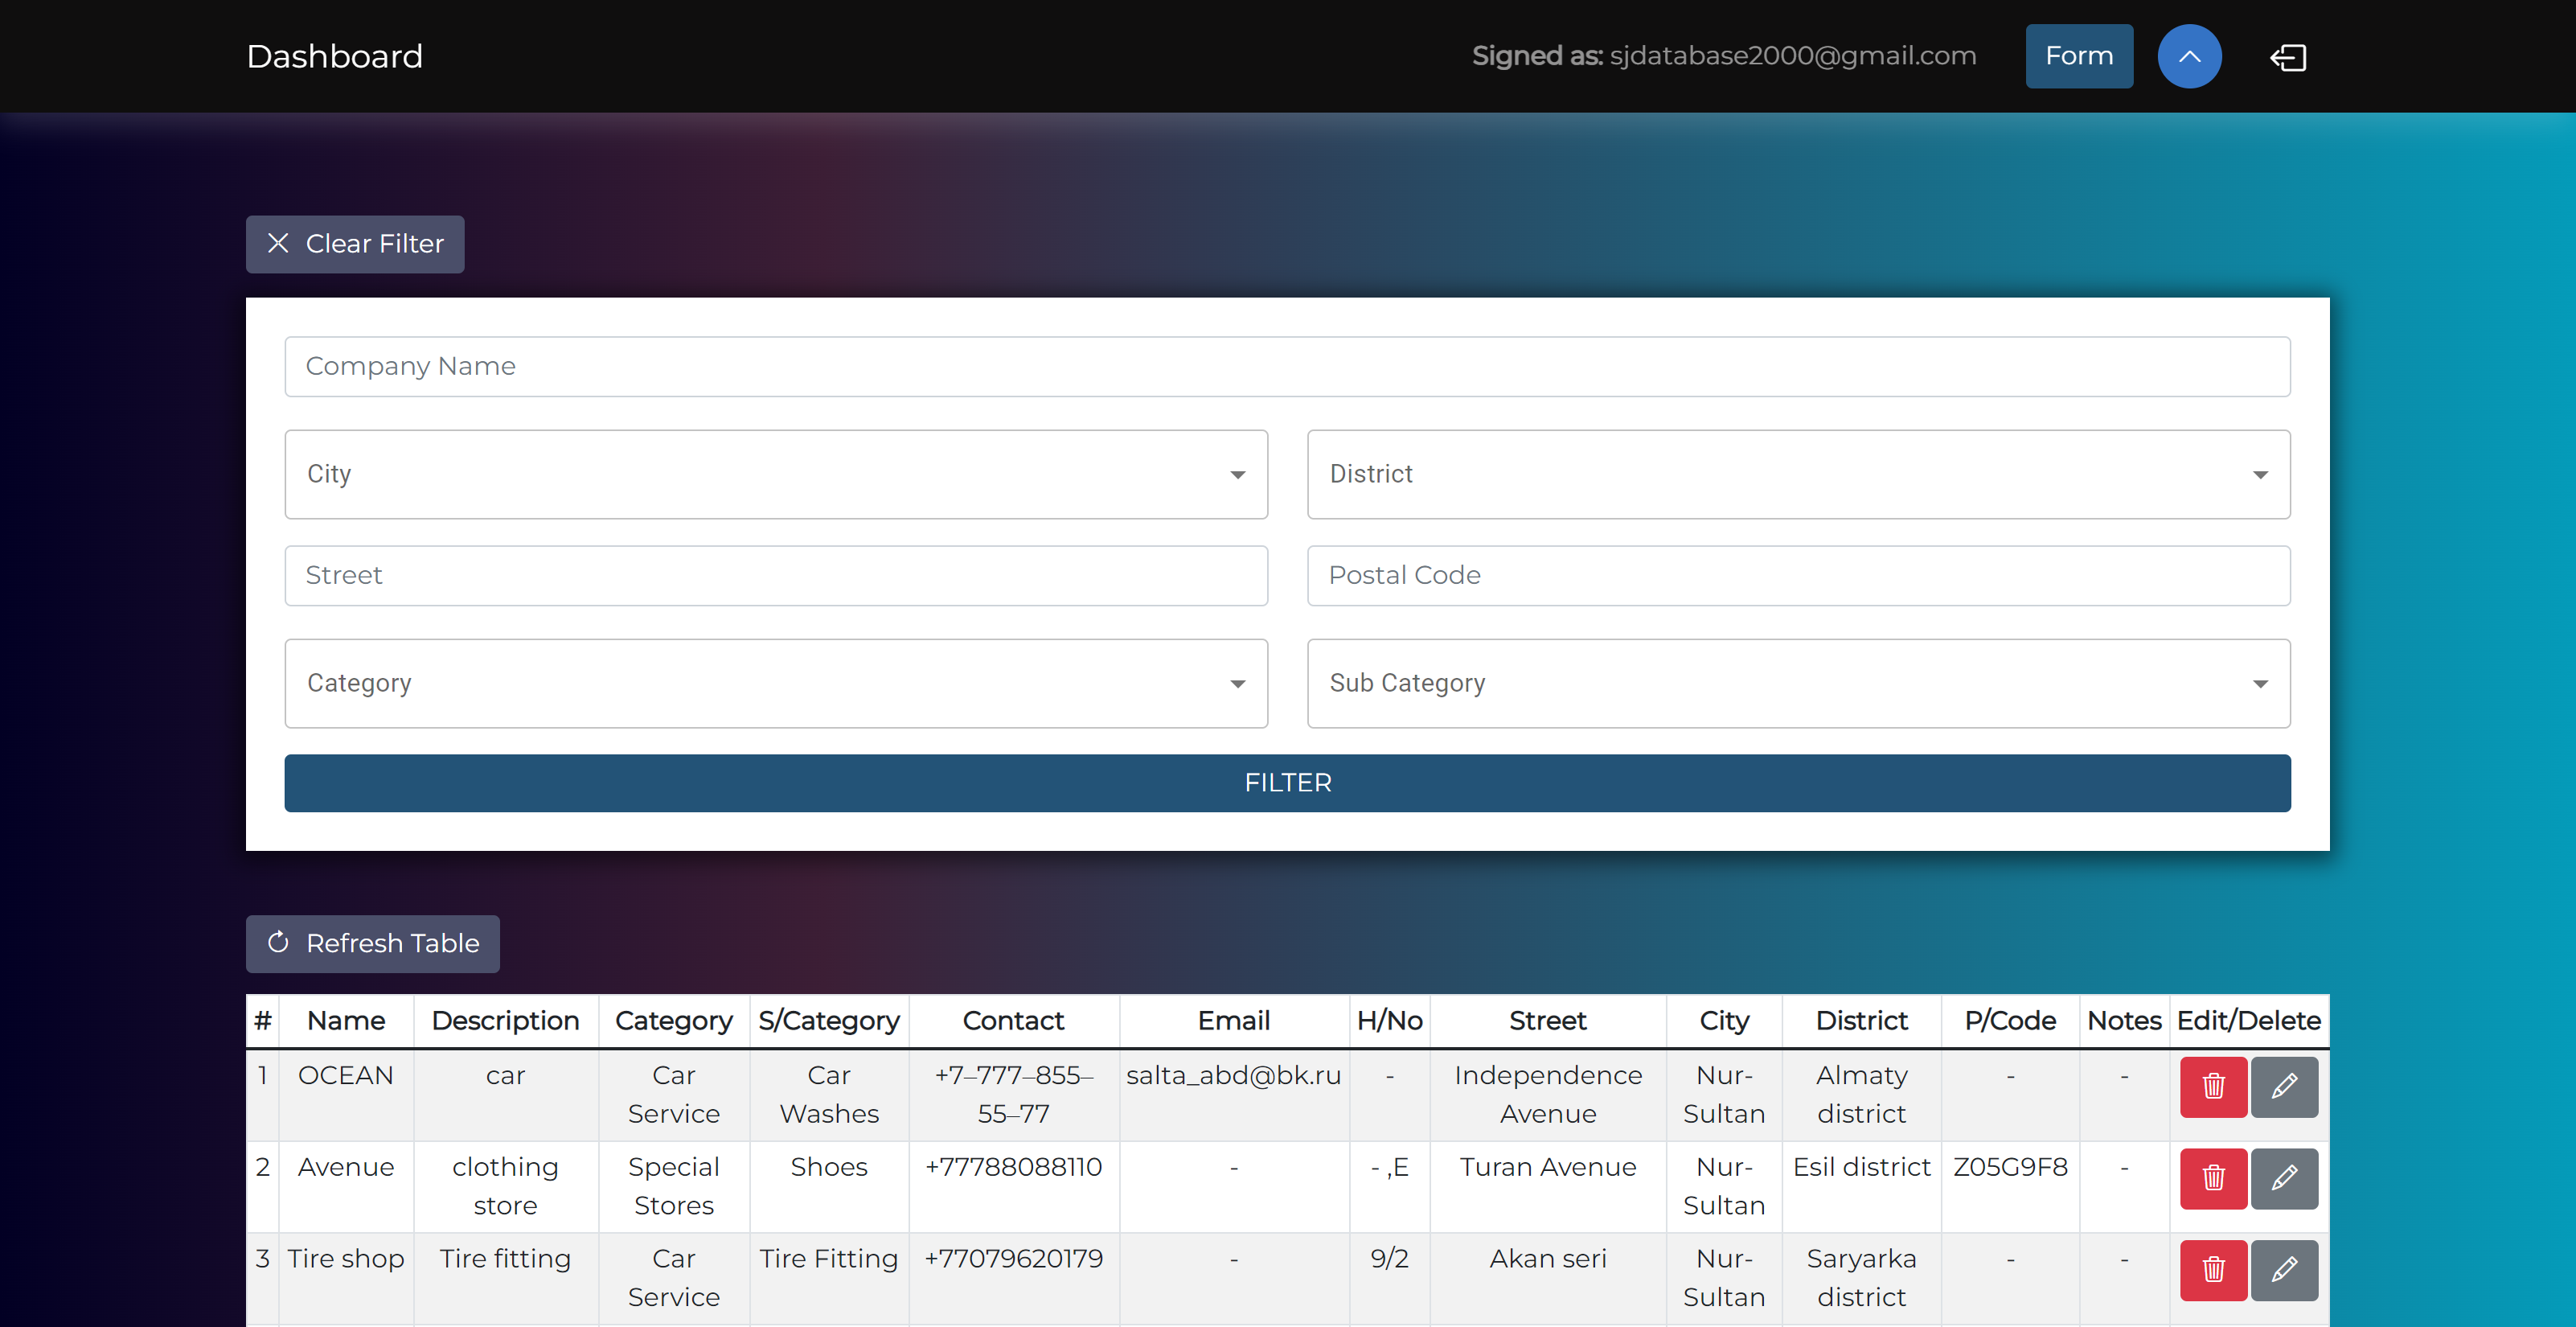 Dashboard
Signed as: sjdatabase2000@gmail.com
Form
Clear Filter
Company Name
City
District
Street
Postal Code
Category
Sub Category
FILTER
Refresh Table
# Name Description Category S/Category Contact Email H/No Street City District P/Code Notes Edit/Delete
1 OCEAN car Car Car +7–777–855– salta_abd@bk.ru - Independence Nur- Almaty - -
Service Washes 55–77 Avenue Sultan district
2 Avenue clothing Special Shoes +77788088110 - - ,E Turan Avenue Nur- Esil district Z05G9F8 -
store Stores Sultan
3 Tire shop Tire fitting Car Tire Fitting +77079620179 - 9/2 Akan seri Nur- Saryarka - -
Service Sultan district